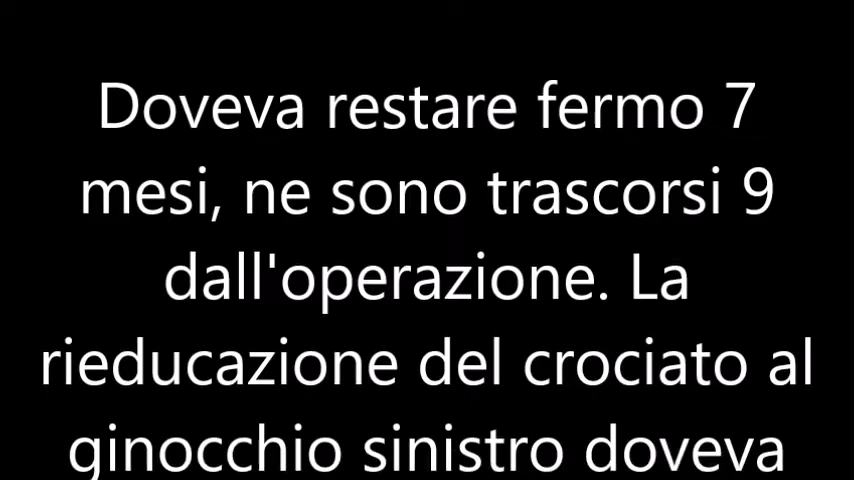 Doveva restare fermo 7
mesi, ne sono trascorsi 9
dall'operazione. La
rieducazione del crociato al
ginocchio sinistro doveva